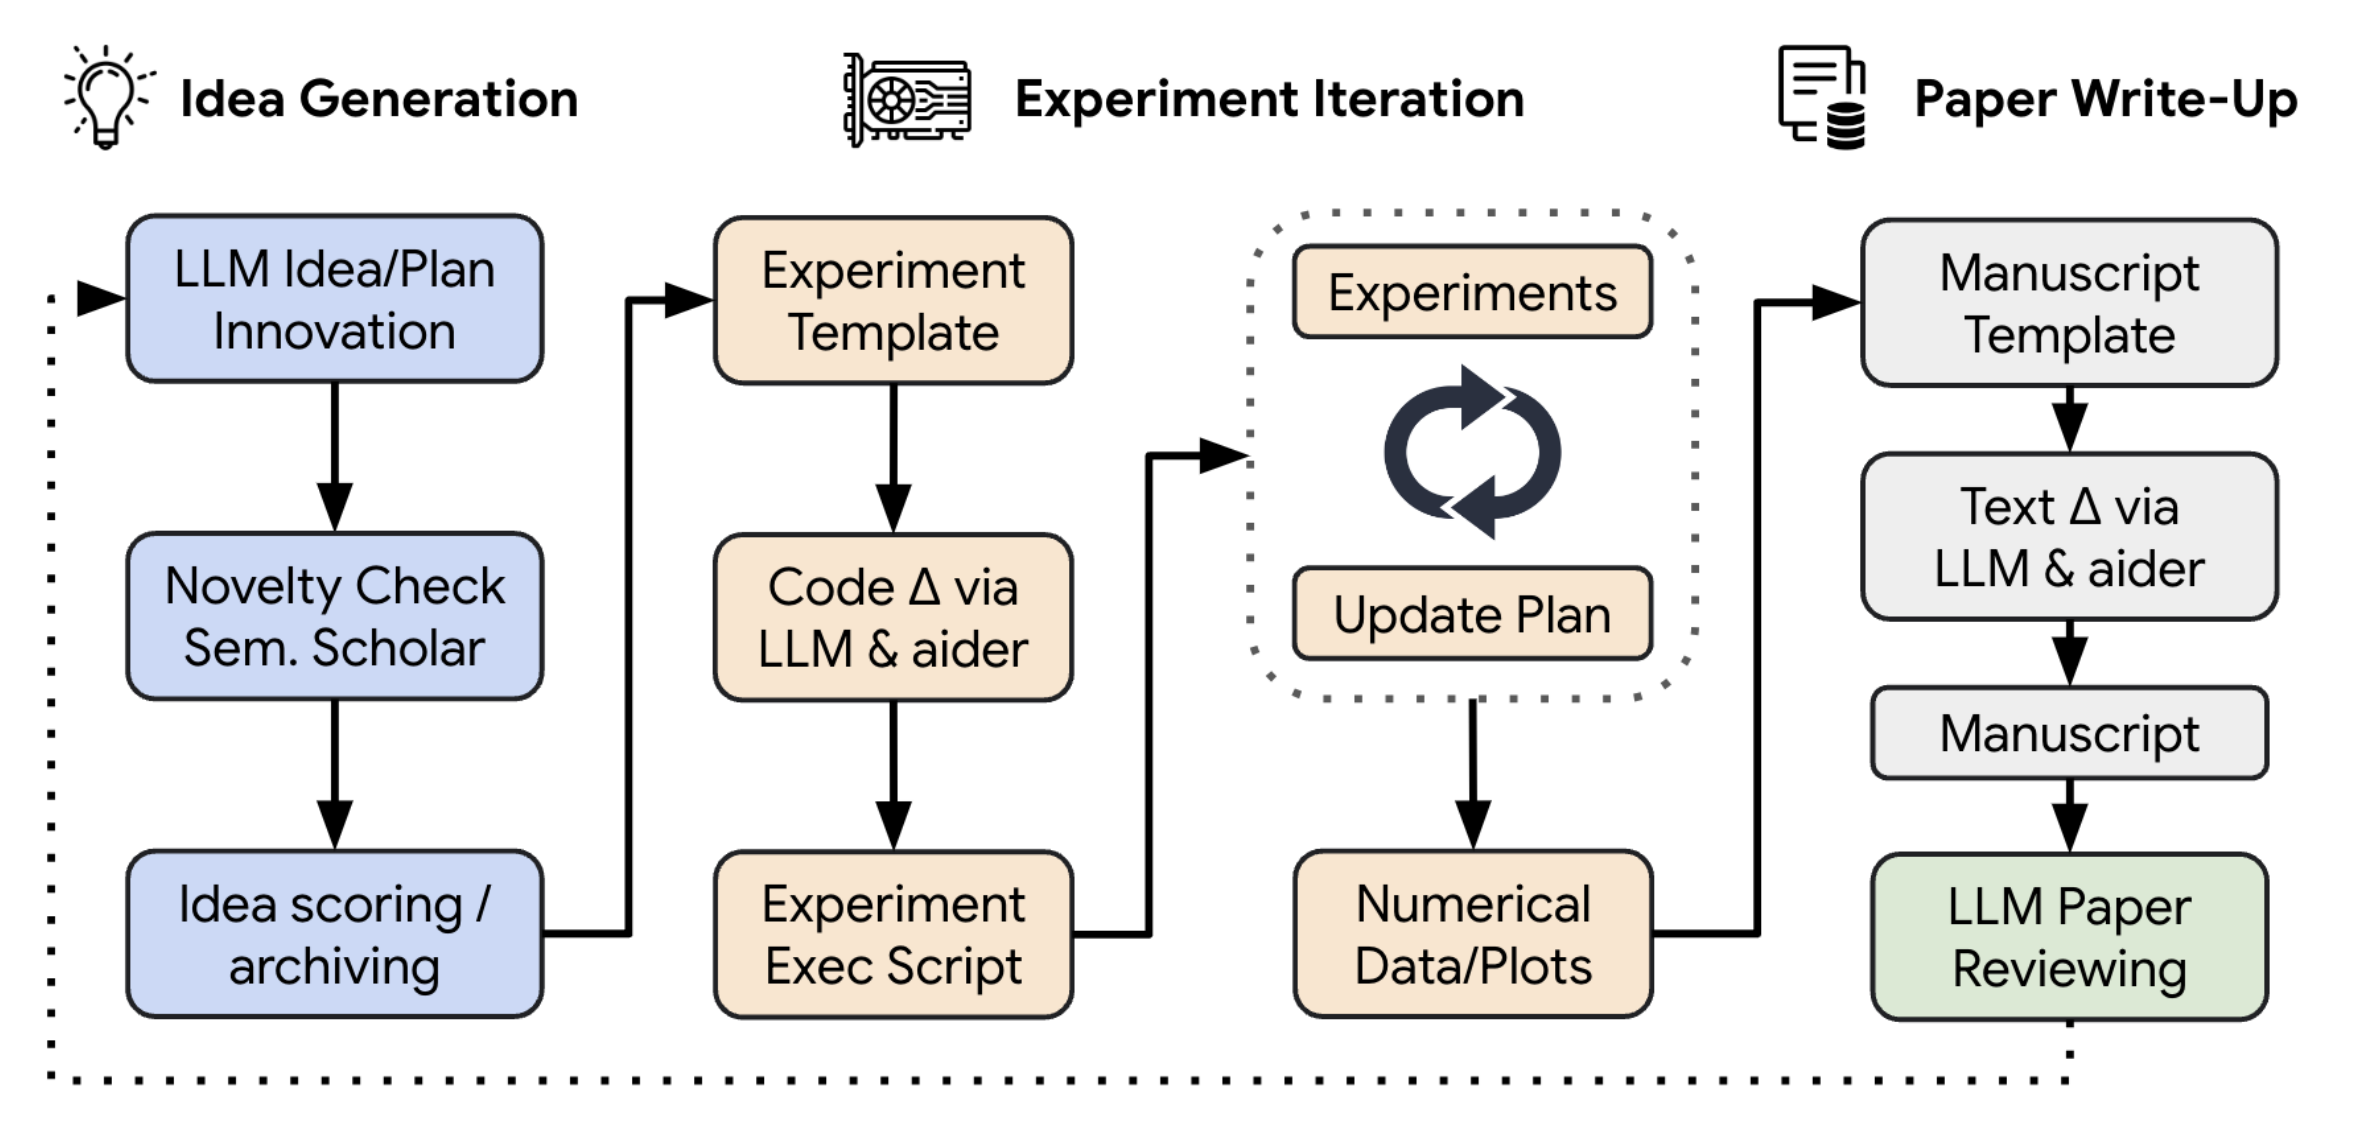 Idea Generation
Experiment Iteration
Paper Write-Up
LLM Idea/Plan
Innovation
Novelty Check
Sem. Scholar
Idea scoring /
archiving
Experiment
Template
Code Δ via
LLM & aider
Experiment
Exec Script
Experiments
Update Plan
Numerical
Data/Plots
Manuscript
Template
Text Δ via
LLM & aider
Manuscript
LLM Paper
Reviewing